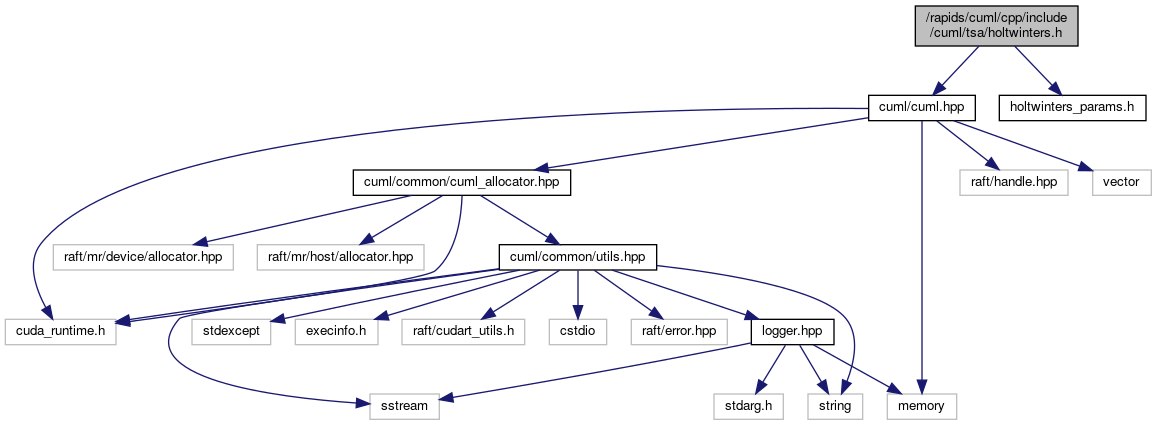 /rapids/cuml/cpp/include
/cuml/tsa/holtwinters.h
cuml/cuml.hpp
holtwinters_params.h
cuml/common/cuml_allocator.hpp
raft/handle.hpp
vector
raft/mr/device/allocator.hpp
raft/mr/host/allocator.hpp
cuml/common/utils.hpp
cuda_runtime.h
stdexcept
execinfo.h
raft/cudart_utils.h
cstdio
raft/error.hpp
logger.hpp
sstream
stdarg.h
string
memory